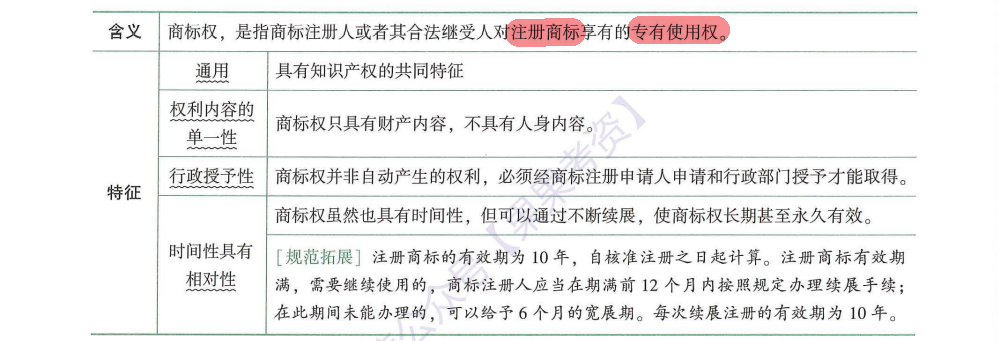 含义
商标权，是指商标注册人或者其合法继受人对注册商标享有的专有使用权。
特征
通用
具有知识产权的共同特征
权利内容的
单一性
商标权只具有财产内容，不具有人身内容。
行政授予性
商标权并非自动产生的权利，必须经商标注册申请人申请和行政部门授予才能取得。
时间性具有
相对性
商标权虽然也具有时间性，但可以通过不断续展，使商标权长期甚至永久有效。
［规范拓展］注册商标的有效期为 10 年，自核准注册之日起计算。注册商标有效期
满，需要继续使用的，商标注册人应当在期满前 12 个月内按照规定办理续展手续；
在此期间未能办理的，可以给予 6 个月的宽展期。每次续展注册的有效期为 10 年。
公众号【果果考资】